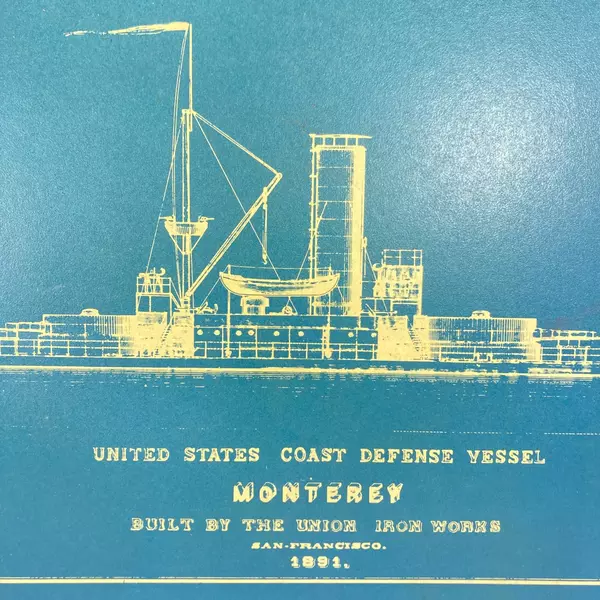 UNITED STATES COAST DEFENSE VESSEL
MONTEREY
BUILT BY THE UNION IRON WORKS
SAN-FRANCISCO.
1891.